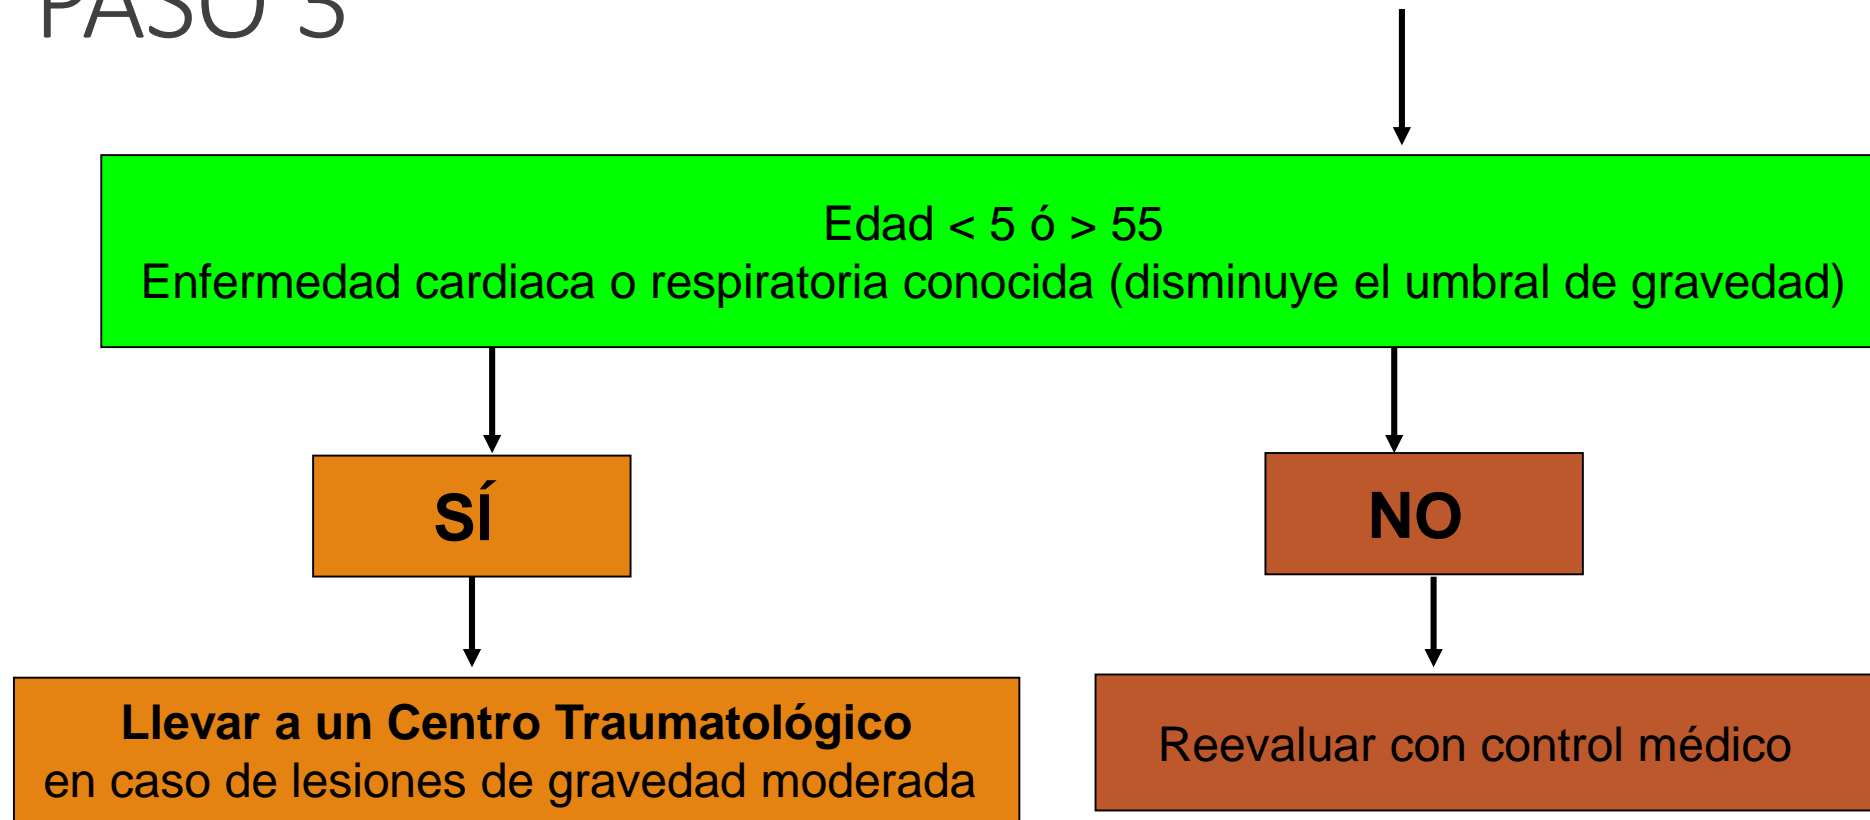 PASO 3
Edad < 5 ó > 55
Enfermedad cardiaca o respiratoria conocida (disminuye el umbral de gravedad)
SÍ
NO
Llevar a un Centro Traumatológico
en caso de lesiones de gravedad moderada
Reevaluar con control médico